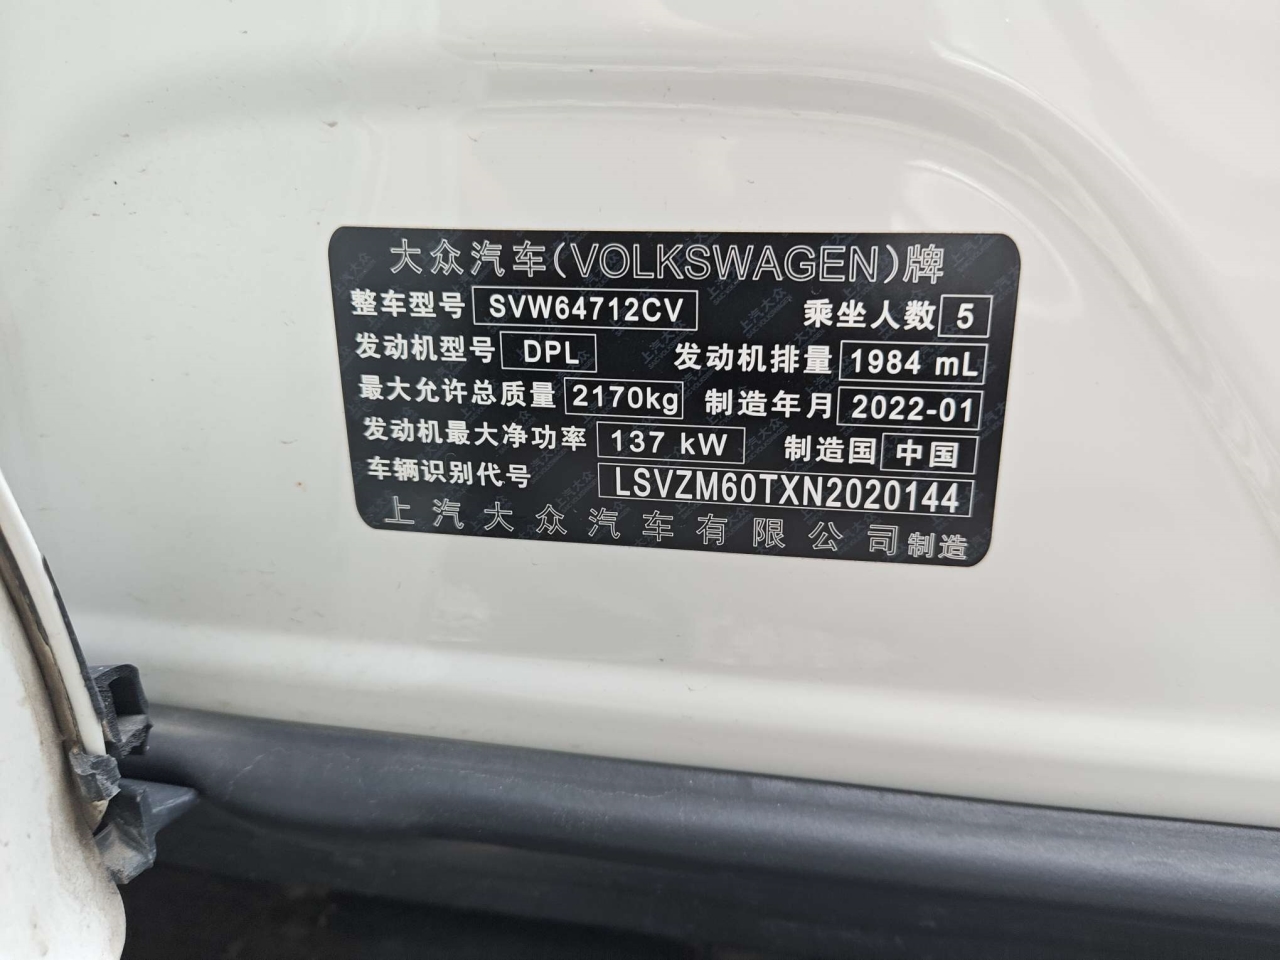 大众汽车(VOLKSWAGEN)牌
整车型号 SVW64712CV 乘坐人数 5
发动机型号 DPL 发动机排量 1984 mL
最大允许总质量 2170kg 制造年月 2022-01
发动机最大净功率 137 kW 制造国 中国
车辆识别代号 LSVZM60TXN2020144
上汽大众汽车有限公司制造